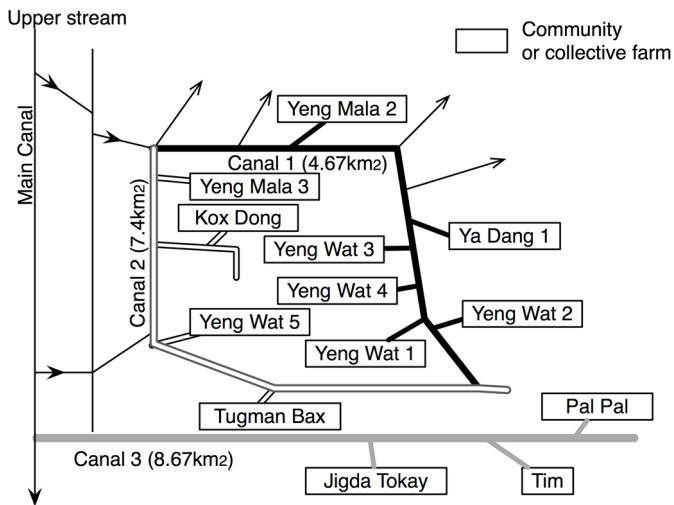 Upper stream
Community
or collective farm
Main Canal
Yeng Mala 2
Canal 1 (4.67km2)
Yeng Mala 3
Kox Dong
Canal 2 (7.4km2)
Ya Dang 1
Yeng Wat 3
Yeng Wat 4
Yeng Wat 2
Yeng Wat 5
Yeng Wat 1
Tugman Bax
Pal Pal
Canal 3 (8.67km2)
Jigda Tokay
Tim